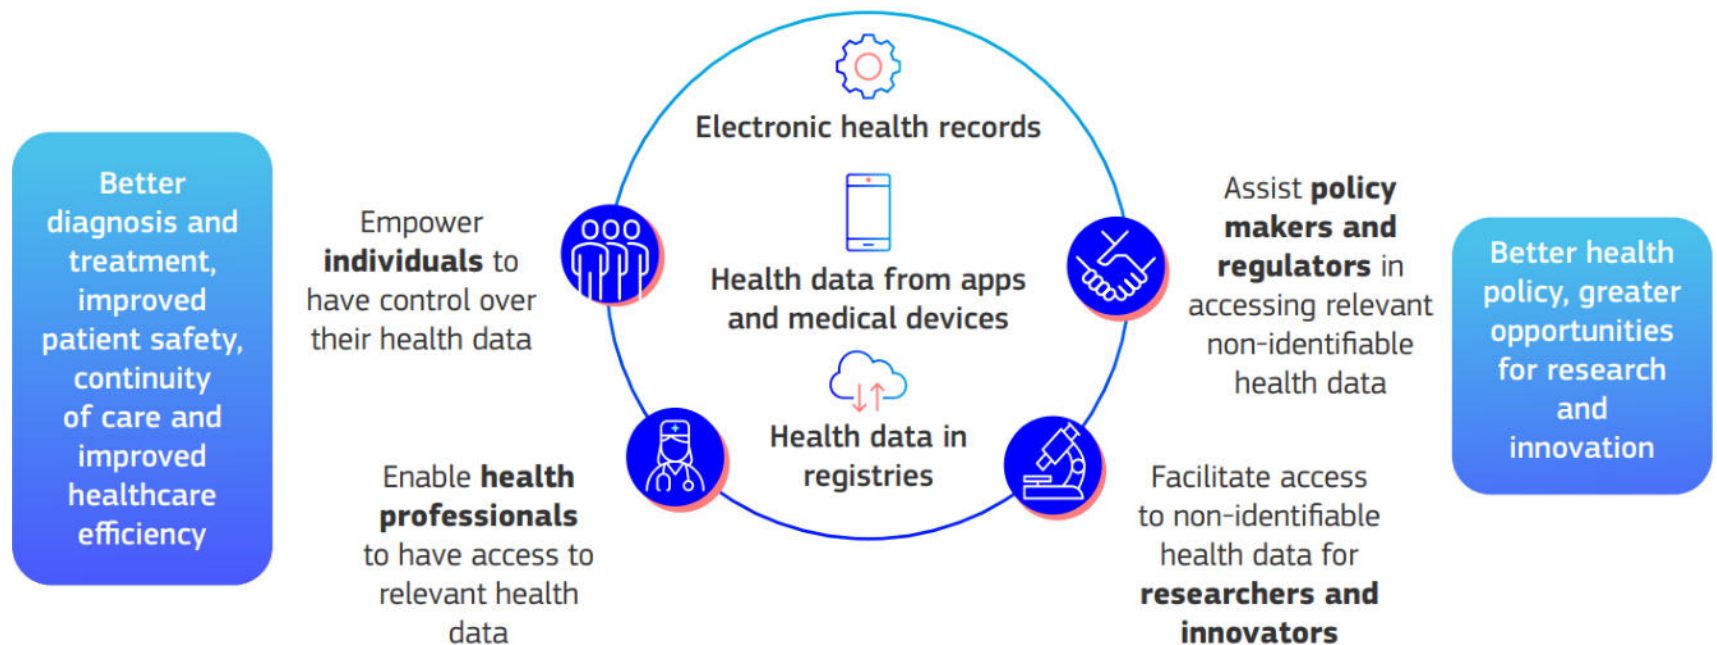 Better
diagnosis and
treatment,
improved
patient safety,
continuity
of care and
improved
healthcare
efficiency
Empower
individuals to
have control over
their health data
Enable health
professionals
to have access to
relevant health
data
Electronic health records
Health data from apps
and medical devices
Health data in
registries
Assist policy
makers and
regulators in
accessing relevant
non-identifiable
health data
Facilitate access
to non-identifiable
health data for
researchers and
innovators
Better health
policy, greater
opportunities
for research
and
innovation